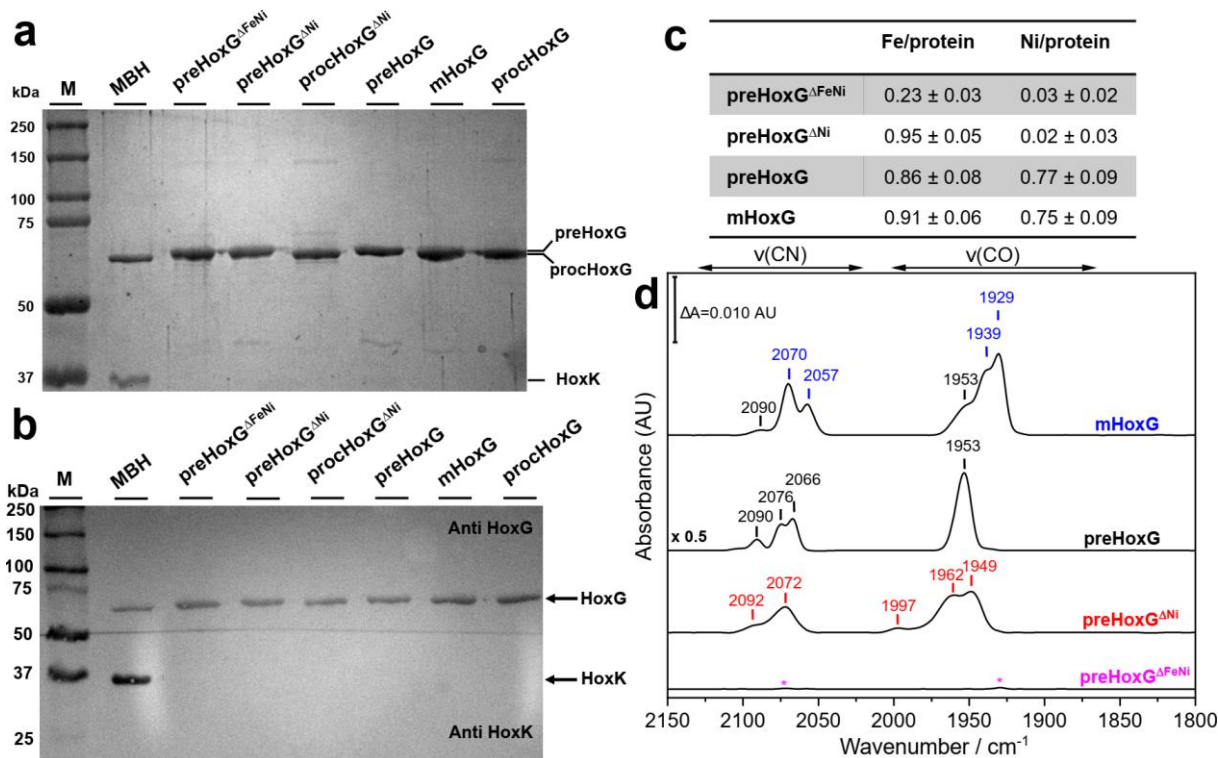 a
kDa
M
MBH
preHoxG^ΔFeNi
preHoxG^ΔNi
procHoxG^ΔNi
preHoxG
mHoxG
procHoxG
250
150
100
75
50
37
preHoxG
procHoxG
HoxK
b
kDa
M
MBH
preHoxG^ΔFeNi
preHoxG^ΔNi
procHoxG^ΔNi
preHoxG
mHoxG
procHoxG
250
150
100
75
50
37
25
Anti HoxG
HoxG
HoxK
Anti HoxK
c
Fe/protein Ni/protein
preHoxG^ΔFeNi 0.23 ± 0.03 0.03 ± 0.02
preHoxG^ΔNi 0.95 ± 0.05 0.02 ± 0.03
preHoxG 0.86 ± 0.08 0.77 ± 0.09
mHoxG 0.91 ± 0.06 0.75 ± 0.09
d
ν(CN) ν(CO)
ΔA=0.010 AU
1929
1939
2070
2057
1953
2090
mHoxG
1953
2066
2076
2090
x 0.5
preHoxG
1949
1962
2072
2092
1997
preHoxG^ΔNi
preHoxG^ΔFeNi
* *
2150 2100 2050 2000 1950 1900 1850 1800
Wavenumber / cm⁻¹
Absorbance (AU)